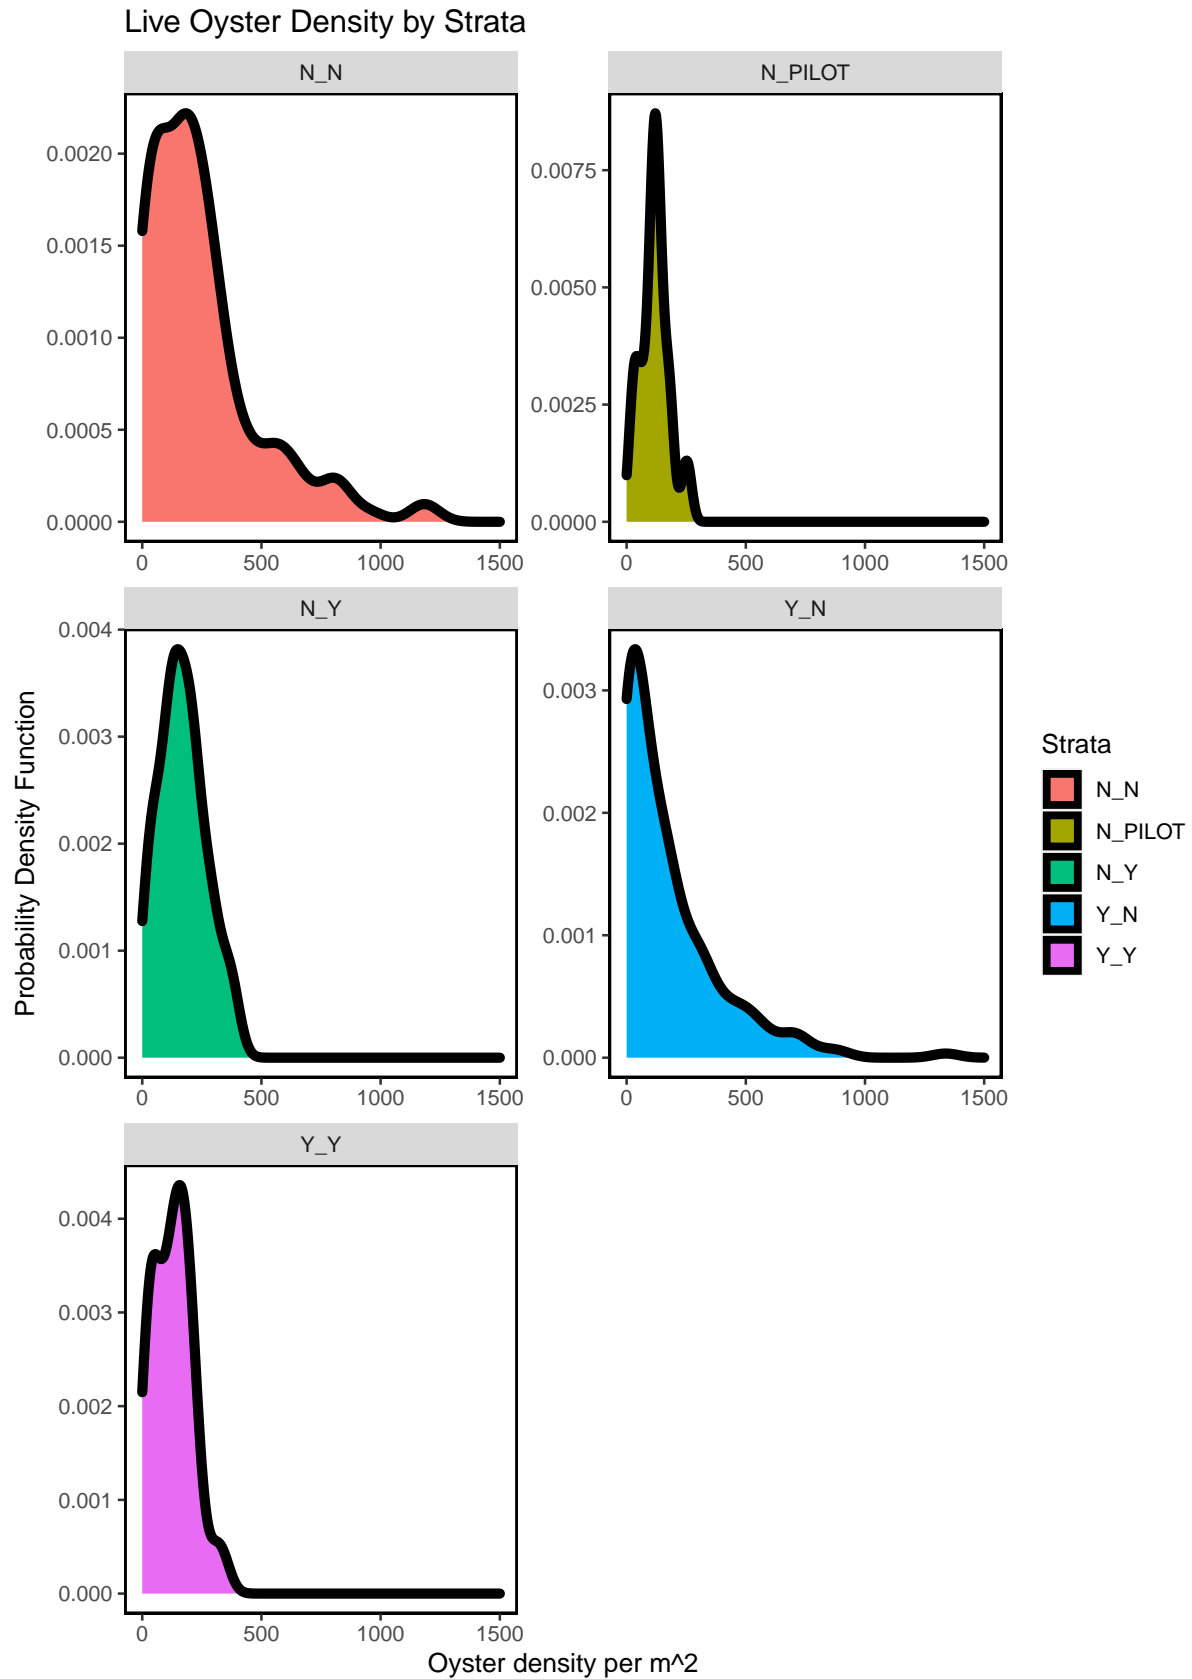 Live Oyster Density by Strata
N_N
0.0020
0.0015
0.0010
0.0005
0.0000
0 500 1000 1500
N_PILOT
0.0075
0.0050
0.0025
0.0000
0 500 1000 1500
N_Y
0.004
0.003
0.002
0.001
0.000
0 500 1000 1500
Y_N
0.003
0.002
0.001
0.000
0 500 1000 1500
Y_Y
0.004
0.003
0.002
0.001
0.000
0 500 1000 1500
Oyster density per m^2
Probability Density Function
Strata
N_N
N_PILOT
N_Y
Y_N
Y_Y